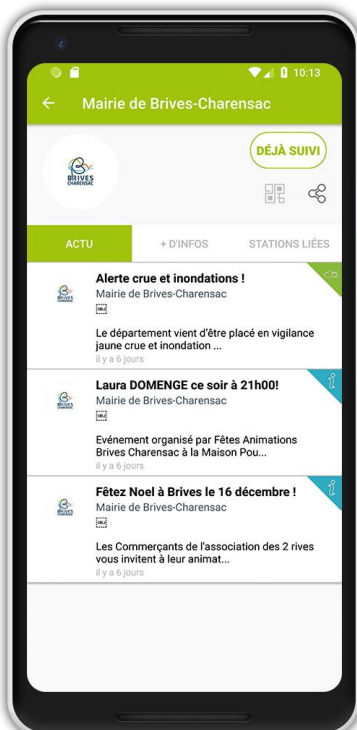 10:13
Mairie de Brives-Charensac
BRIVES
CHARENSAC
DÉJÀ SUIVI
ACTU
+ D'INFOS
STATIONS LIÉES
Alerte crue et inondations !
Mairie de Brives-Charensac
OBJ
Le département vient d'être placé en vigilance
jaune crue et inondation ...
il y a 6 jours
Laura DOMENGE ce soir à 21h00!
Mairie de Brives-Charensac
OBJ
Evénement organisé par Fêtes Animations
Brives Charensac à la Maison Pou...
il y a 6 jours
Fêtez Noel à Brives le 16 décembre !
Mairie de Brives-Charensac
OBJ
Les Commerçants de l'association des 2 rives
vous invitent à leur animat...
il y a 6 jours